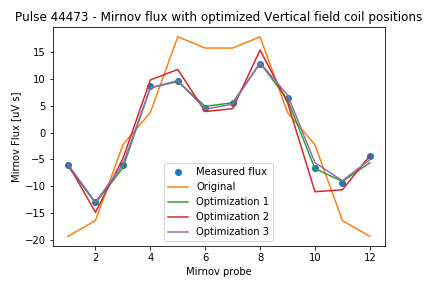 Pulse 44473 - Mirnov flux with optimized Vertical field coil positions
Mirnov Flux [uV s]
15
10
5
0
−5
−10
−15
−20
Measured flux
Original
Optimization 1
Optimization 2
Optimization 3
2 4 6 8 10 12
Mirnov probe